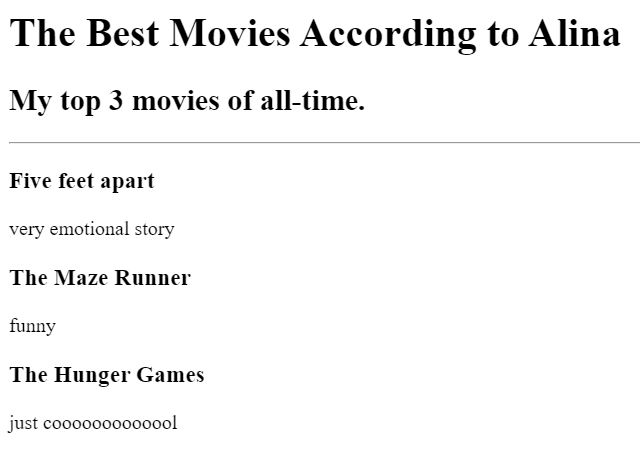 The Best Movies According to Alina
My top 3 movies of all-time.
Five feet apart
very emotional story
The Maze Runner
funny
The Hunger Games
just cooooooooooool